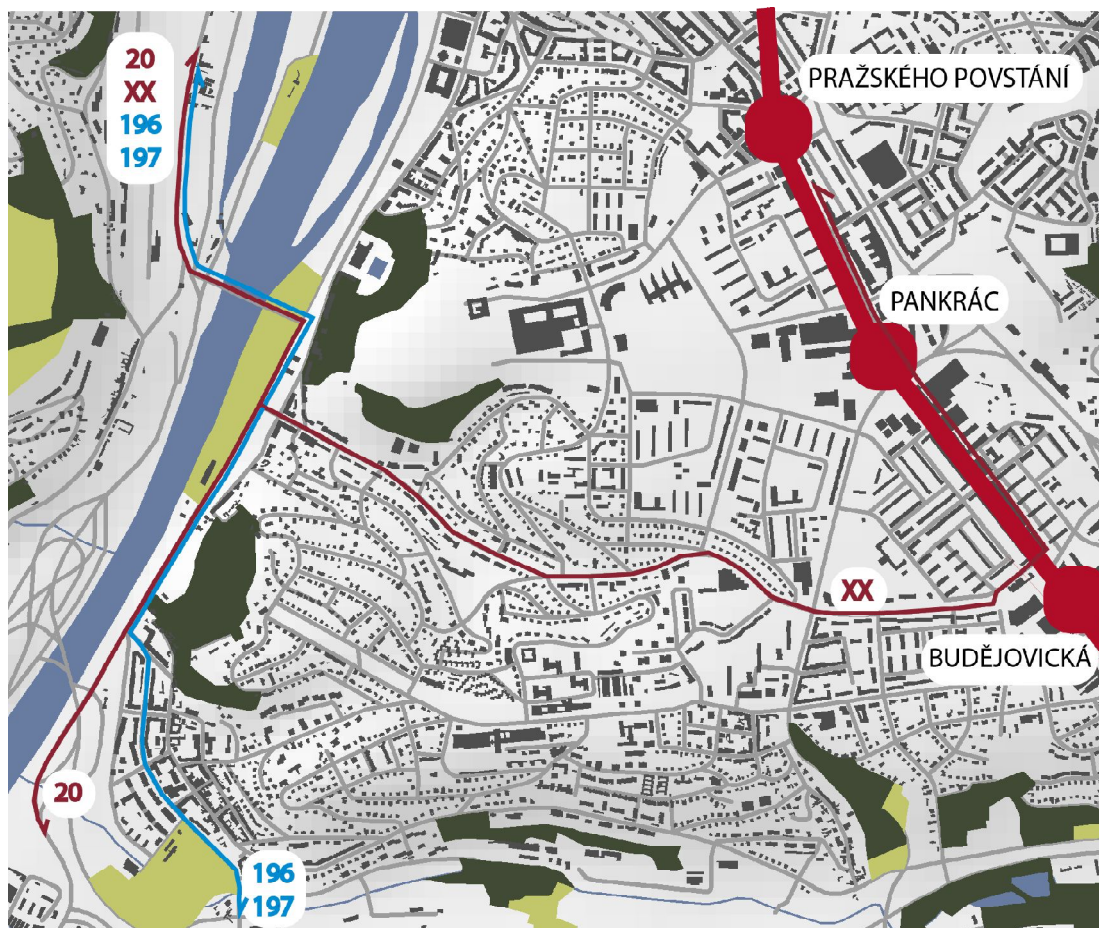 20
XX
196
197
PRAŽSKÉHO POVSTÁNÍ
PANKRÁC
XX
BUDĚJOVICKÁ
20
196
197